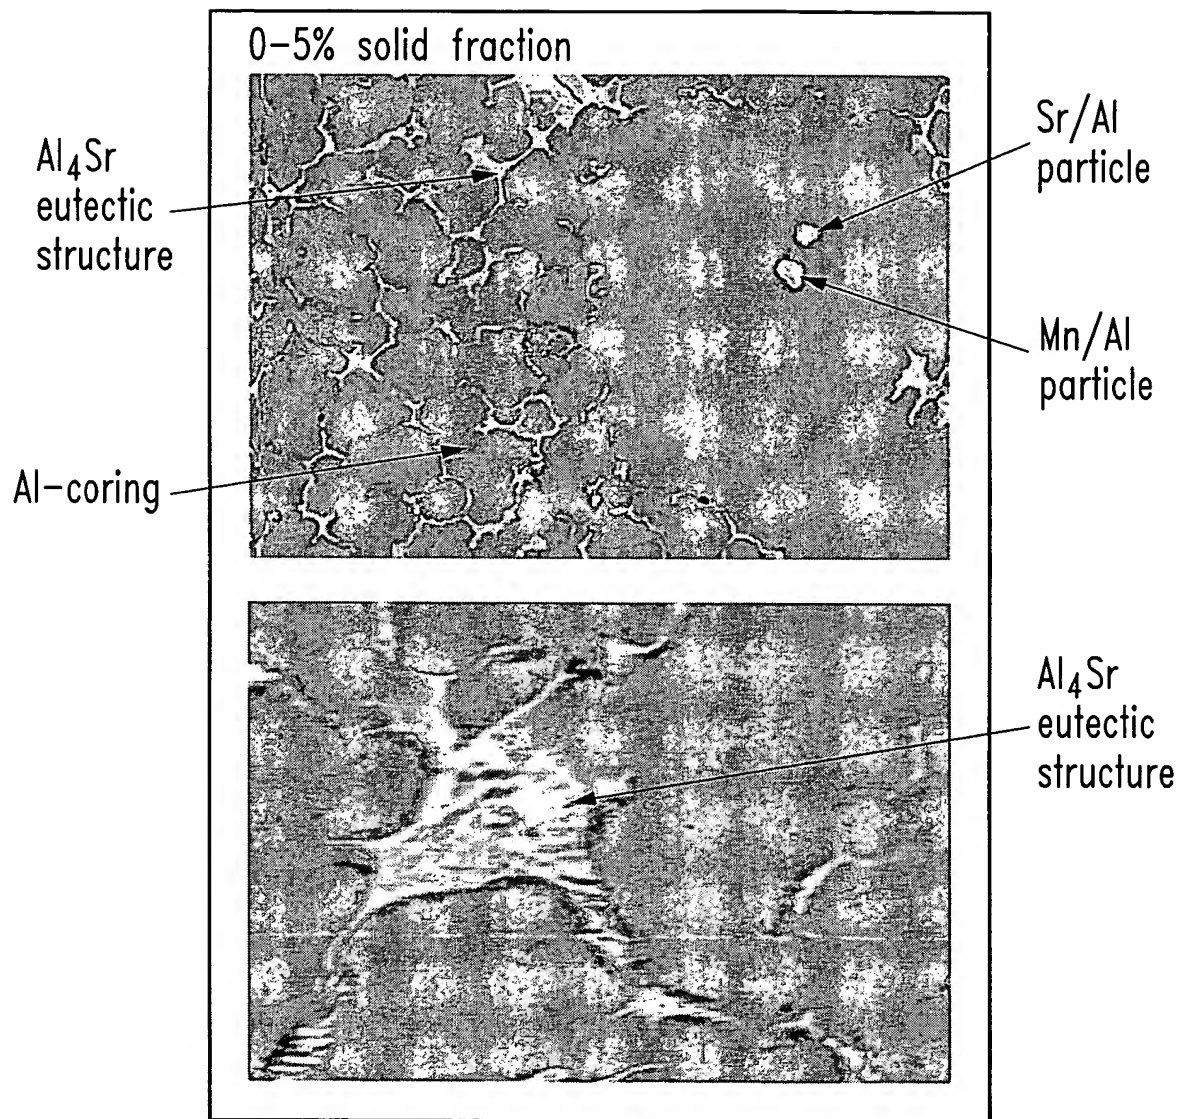 0-5% solid fraction
Al₄Sr
eutectic
structure
Sr/Al
particle
Mn/Al
particle
Al-coring
Al₄Sr
eutectic
structure